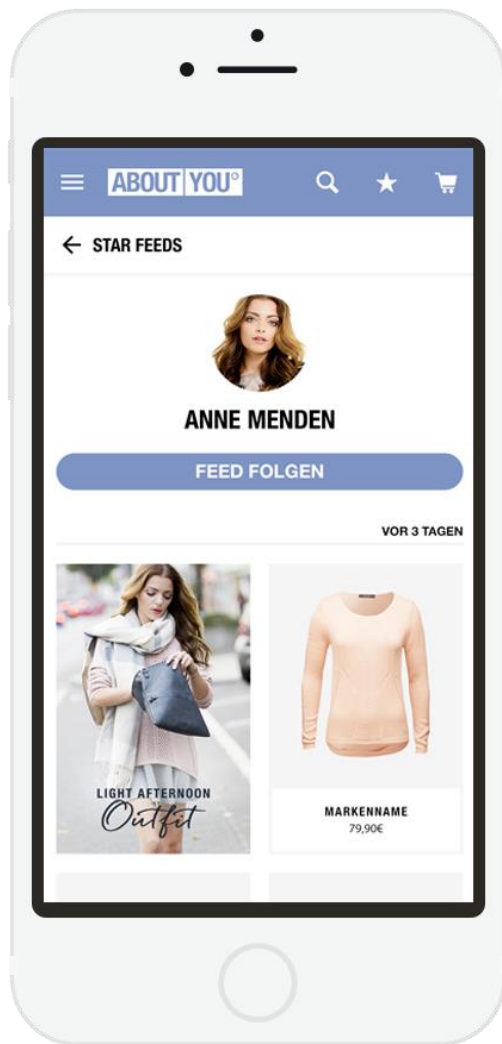 ABOUT YOU°
STAR FEEDS
ANNE MENDEN
FEED FOLGEN
VOR 3 TAGEN
LIGHT AFTERNOON
Outfit
MARKENNAME
79,90€